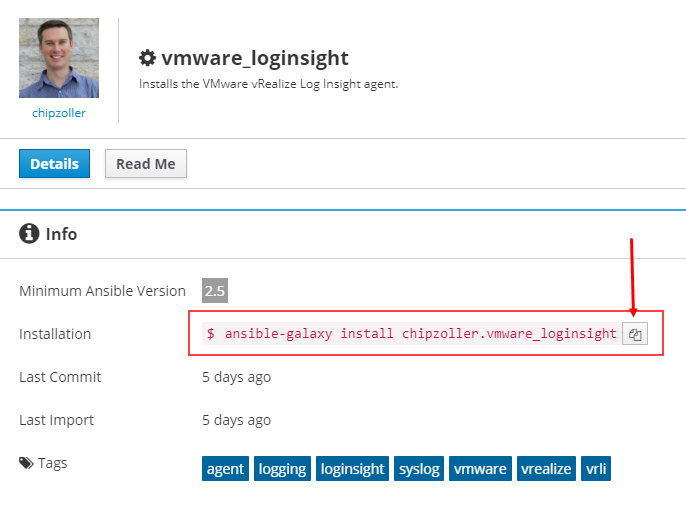 vmware_loginsight
Installs the VMware vRealize Log Insight agent.
chipzoller
Details Read Me
Info
Minimum Ansible Version 2.5
Installation $ ansible-galaxy install chipzoller.vmware_loginsight
Last Commit 5 days ago
Last Import 5 days ago
Tags agent logging loginsight syslog vmware vrealize vrli